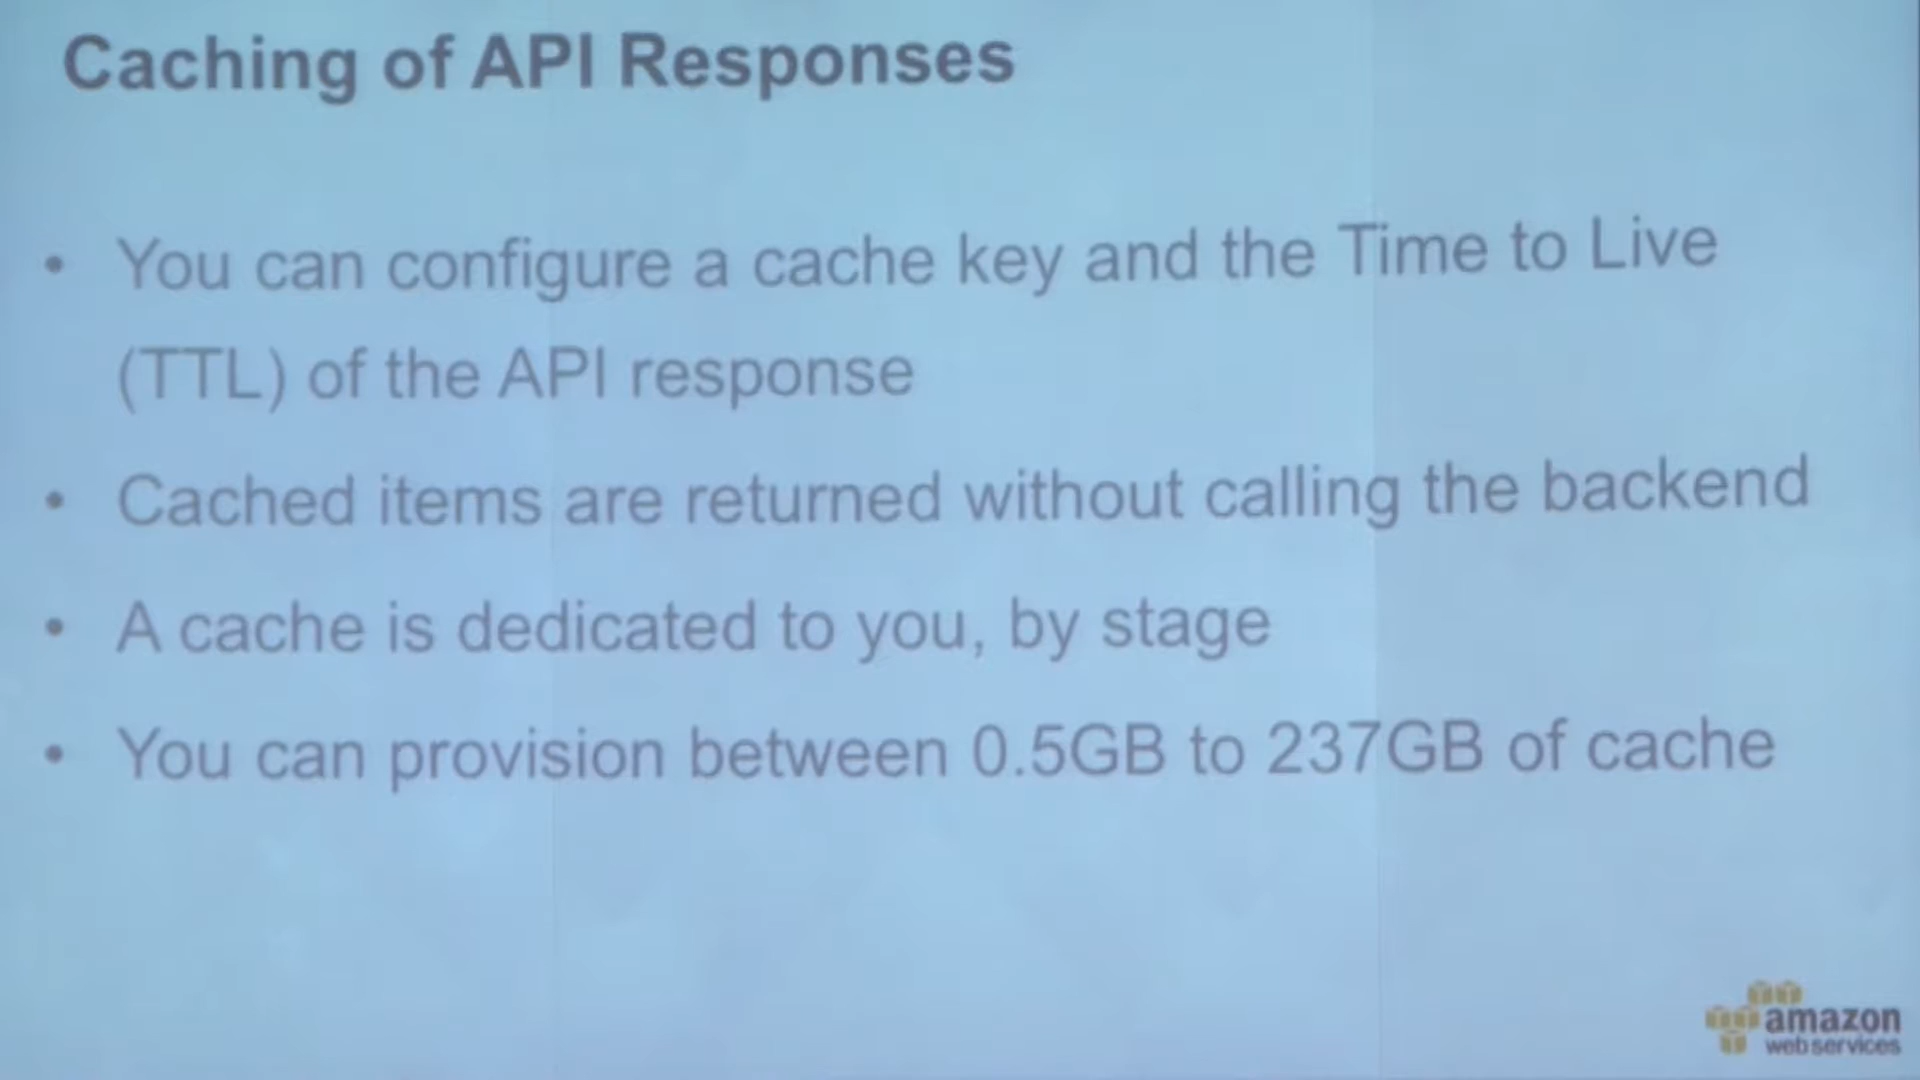 Caching of API Responses
• You can configure a cache key and the Time to Live
(TTL) of the API response
• Cached items are returned without calling the backend
• A cache is dedicated to you, by stage
• You can provision between 0.5GB to 237GB of cache
amazon
webservices